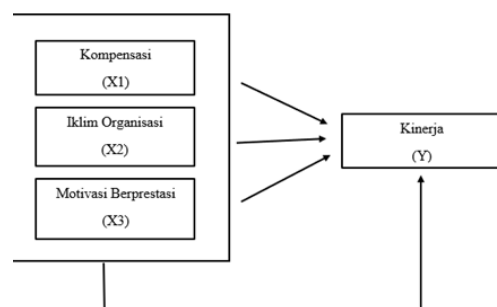 Kompensasi
(X1)
Iklim Organisasi
(X2)
Motivasi Berprestasi
(X3)
Kinerja
(Y)